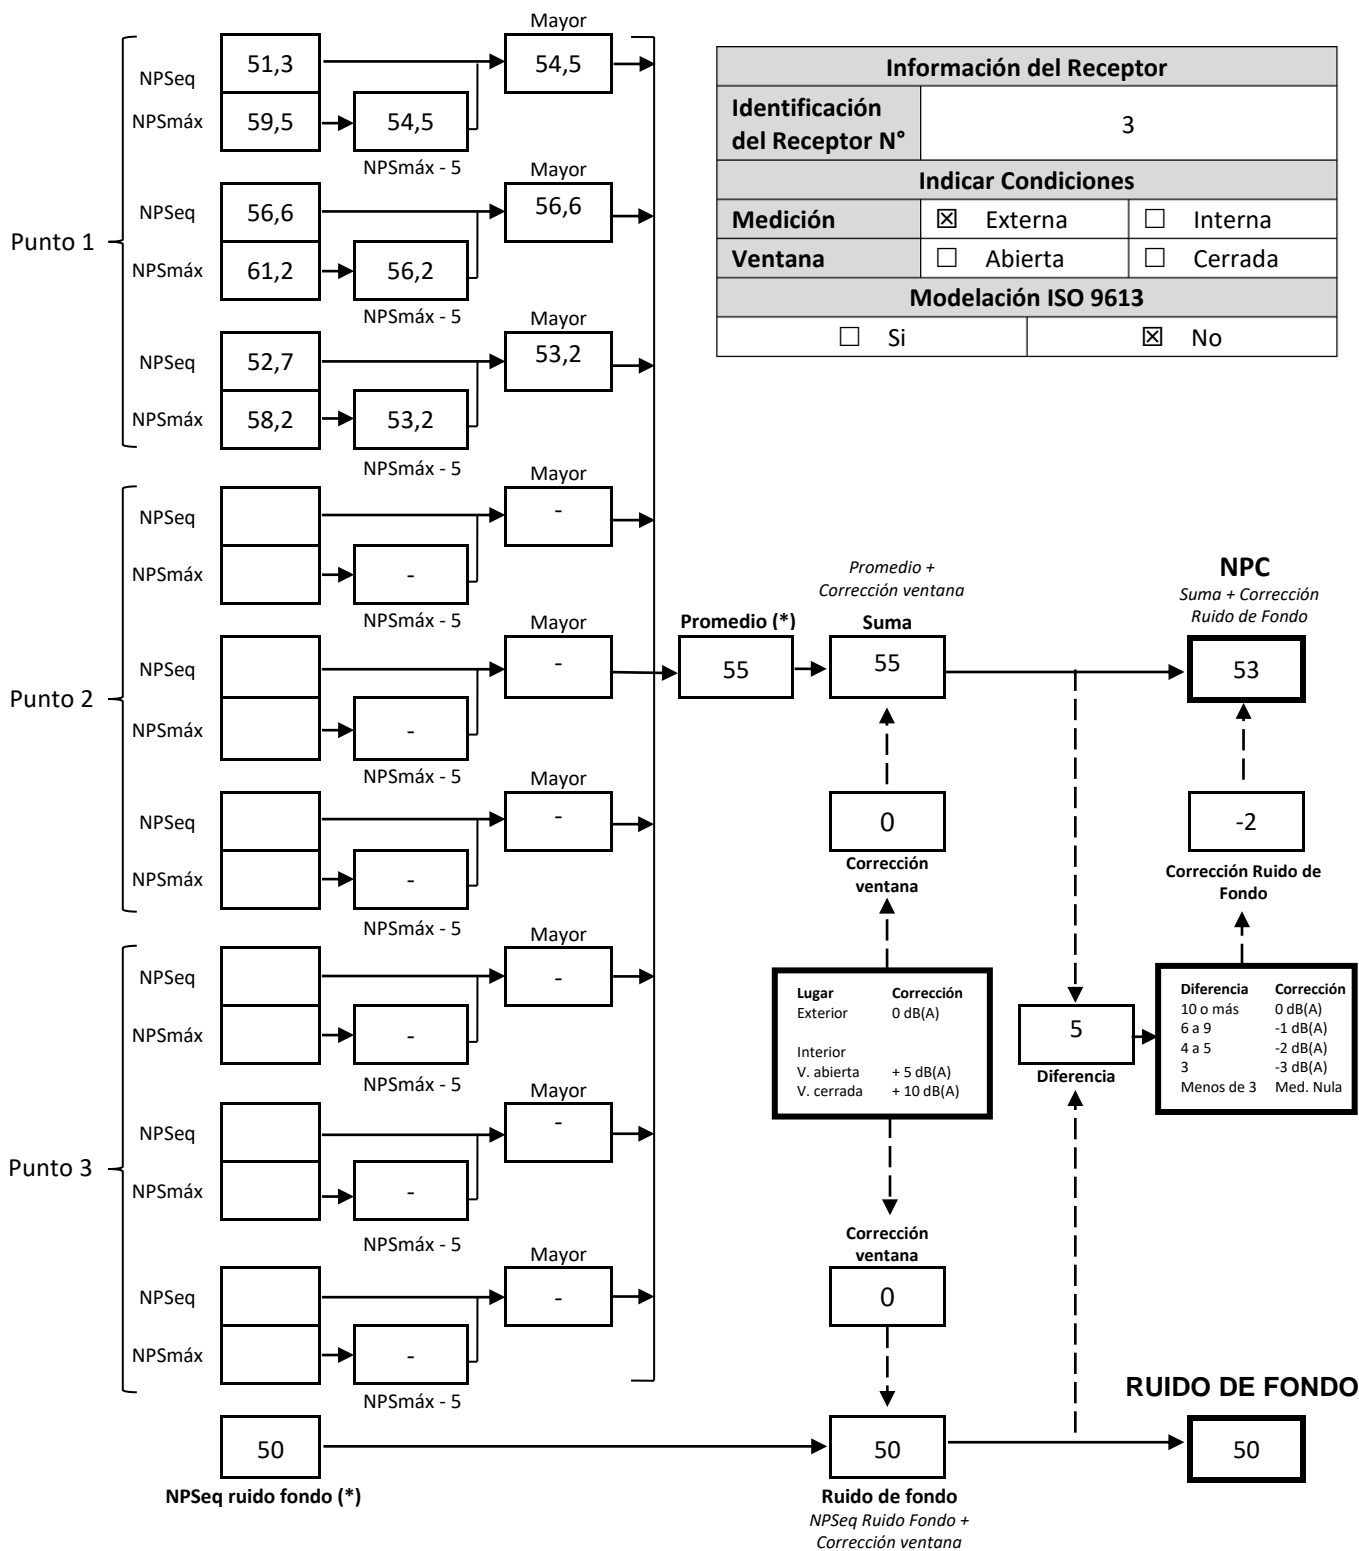 Mayor
NPSeq
51,3
54,5
NPSmáx
59,5
54,5
NPSmáx - 5
Mayor
Punto 1
NPSeq
56,6
56,6
NPSmáx
61,2
56,2
NPSmáx - 5
Mayor
NPSeq
52,7
53,2
NPSmáx
58,2
53,2
NPSmáx - 5
Información del Receptor
Identificación
del Receptor N°
3
Indicar Condiciones
Medición
☒ Externa
☐ Interna
Ventana
☐ Abierta
☐ Cerrada
Modelación ISO 9613
☐ Si
☒ No
Mayor
NPSeq
-
NPSmáx
-
NPSmáx - 5
Mayor
Punto 2
NPSeq
-
NPSmáx
-
NPSmáx - 5
Mayor
NPSeq
-
NPSmáx
-
NPSmáx - 5
Mayor
NPSeq
-
NPSmáx
-
NPSmáx - 5
Mayor
Punto 3
NPSeq
-
NPSmáx
-
NPSmáx - 5
Mayor
NPSeq
-
NPSmáx
-
NPSmáx - 5
50
NPSeq ruido fondo (*)
Promedio (*)
55
Promedio +
Corrección ventana
Suma
55
0
Corrección
ventana
Lugar Corrección
Exterior 0 dB(A)
Interior
V. abierta + 5 dB(A)
V. cerrada + 10 dB(A)
Corrección
ventana
0
50
Ruido de fondo
NPSeq Ruido Fondo +
Corrección ventana
5
Diferencia
NPC
Suma + Corrección
Ruido de Fondo
53
-2
Corrección Ruido de
Fondo
Diferencia Corrección
10 o más 0 dB(A)
6 a 9 -1 dB(A)
4 a 5 -2 dB(A)
3 -3 dB(A)
Menos de 3 Med. Nula
RUIDO DE FONDO
50